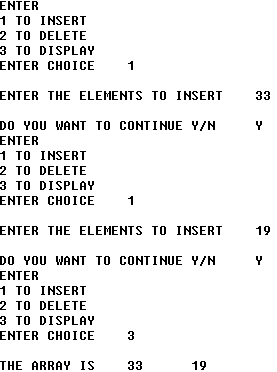 ENTER
1 TO INSERT
2 TO DELETE
3 TO DISPLAY
ENTER CHOICE 1
ENTER THE ELEMENTS TO INSERT 33
DO YOU WANT TO CONTINUE Y/N Y
ENTER
1 TO INSERT
2 TO DELETE
3 TO DISPLAY
ENTER CHOICE 1
ENTER THE ELEMENTS TO INSERT 19
DO YOU WANT TO CONTINUE Y/N Y
ENTER
1 TO INSERT
2 TO DELETE
3 TO DISPLAY
ENTER CHOICE 3
THE ARRAY IS 33 19